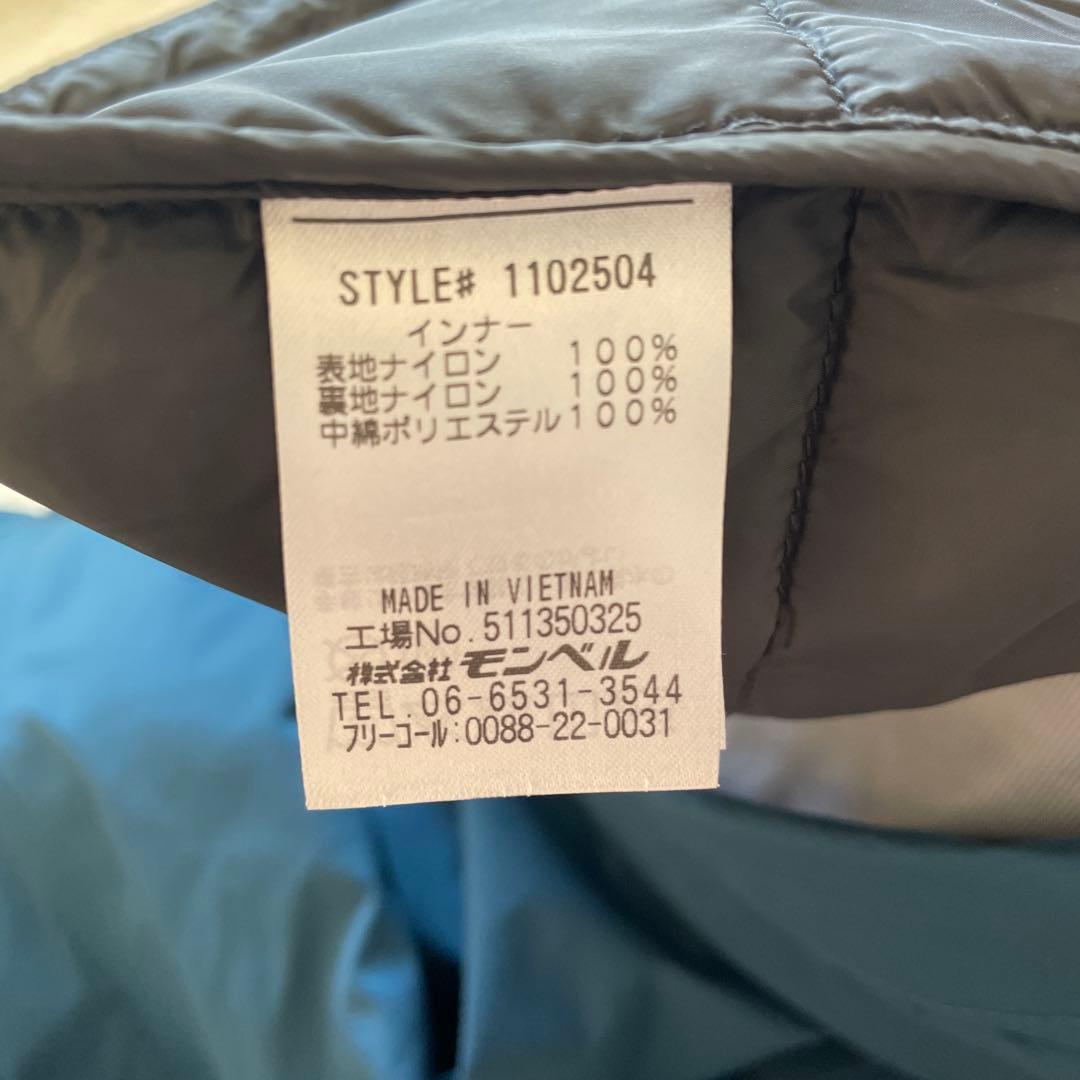 STYLE# 1102504
インナー
表地ナイロン 100%
裏地ナイロン 100%
中綿ポリエステル100%
MADE IN VIETNAM
工場No.511350325
株式会社 モンベル
TEL.06-6531-3544
フリーコール:0088-22-0031